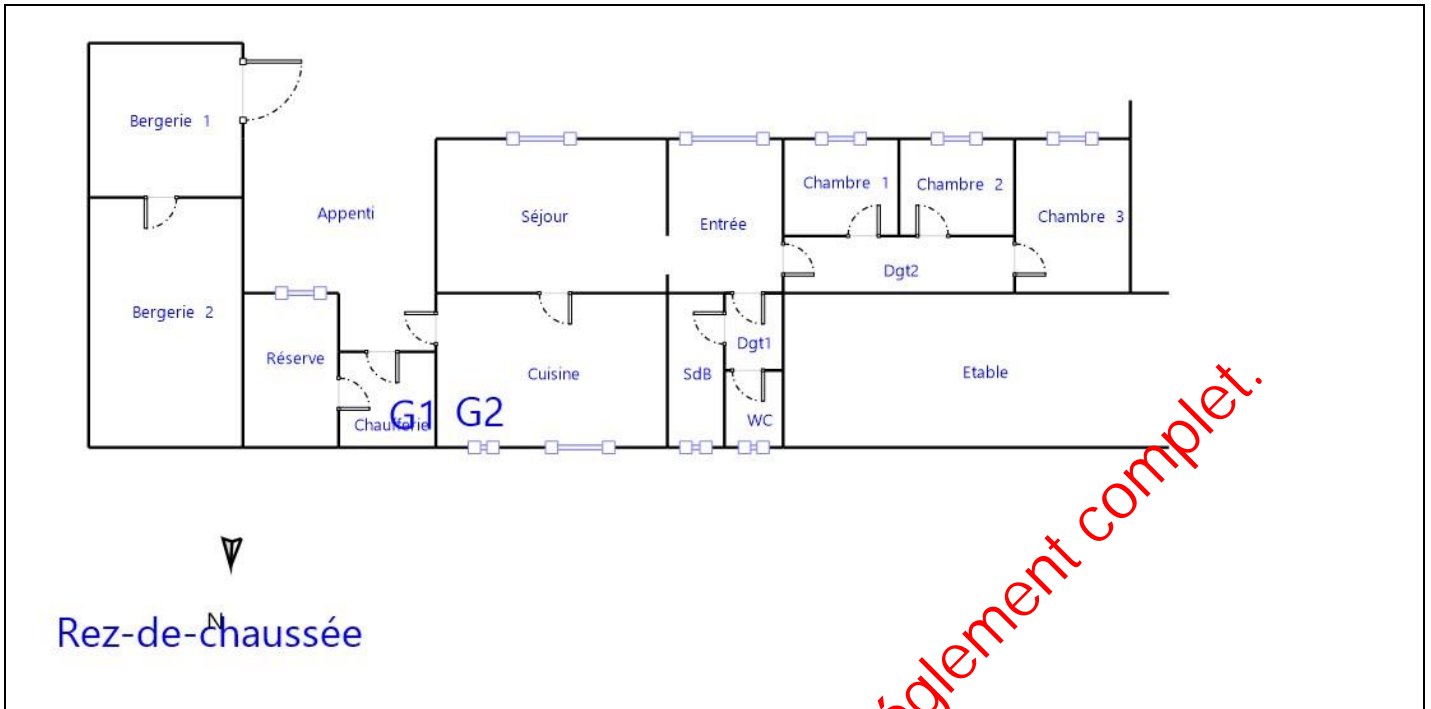 Bergerie 1
Chambre 1
Chambre 2
Appenti
Séjour
Entrée
Chambre 3
Dgt2
Bergerie 2
Réserve
Dgt1
Cuisine
SdB
Etable
G1 G2
Chaufferie
WC
N
Rez-de-chaussée
églement complet.